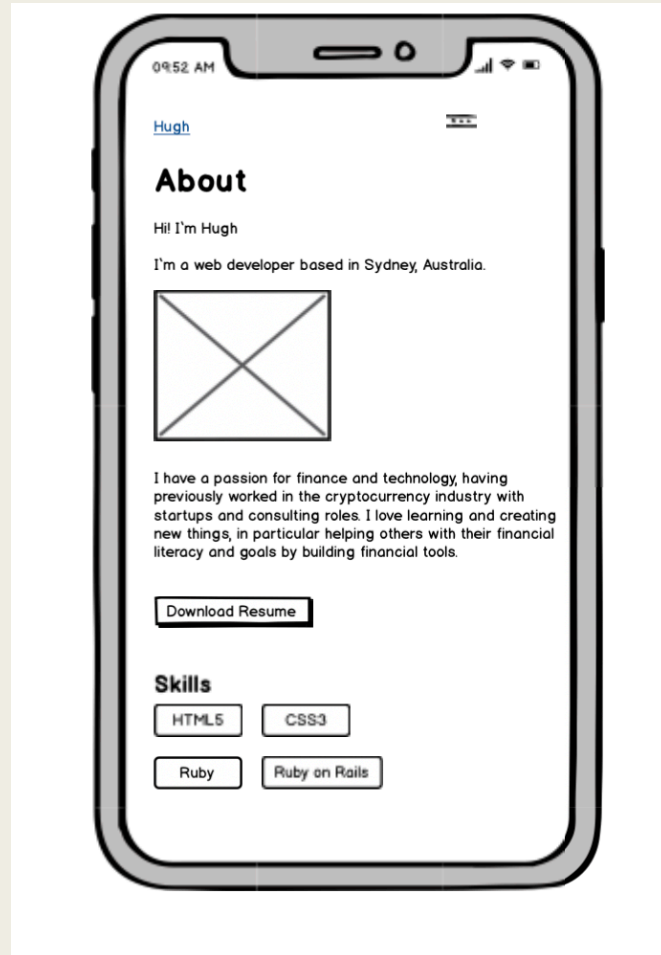 09:52 AM
Hugh
About
Hi! I'm Hugh
I'm a web developer based in Sydney, Australia.
I have a passion for finance and technology, having
previously worked in the cryptocurrency industry with
startups and consulting roles. I love learning and creating
new things, in particular helping others with their financial
literacy and goals by building financial tools.
Download Resume
Skills
HTML5 CSS3
Ruby Ruby on Rails